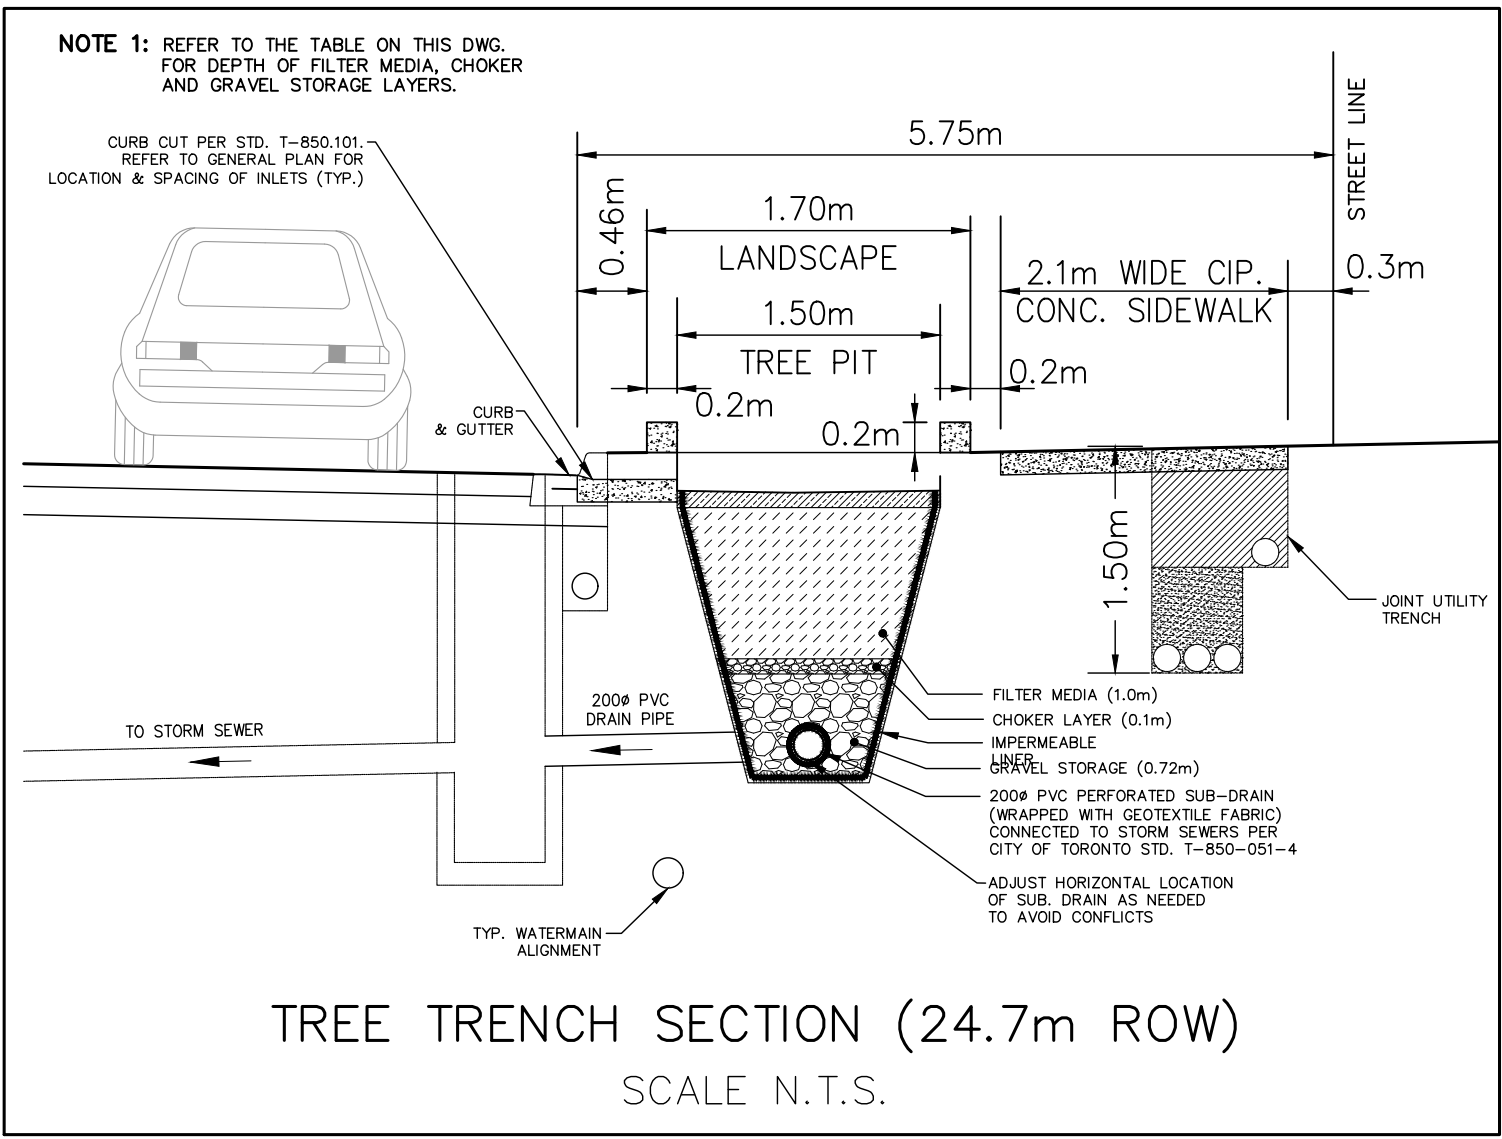 NOTE 1: REFER TO THE TABLE ON THIS DWG.
FOR DEPTH OF FILTER MEDIA, CHOKER
AND GRAVEL STORAGE LAYERS.
CURB CUT PER STD. T-850.101.
REFER TO GENERAL PLAN FOR
LOCATION & SPACING OF INLETS (TYP.)
5.75m
STREET LINE
0.46m
1.70m
LANDSCAPE
2.1m WIDE CIP.
CONC. SIDEWALK
0.3m
1.50m
TREE PIT
0.2m
0.2m
0.2m
CURB
& GUTTER
1.50m
JOINT UTILITY
TRENCH
200ø PVC
DRAIN PIPE
TO STORM SEWER
FILTER MEDIA (1.0m)
CHOKER LAYER (0.1m)
IMPERMEABLE
LINER
GRAVEL STORAGE (0.72m)
200ø PVC PERFORATED SUB-DRAIN
(WRAPPED WITH GEOTEXTILE FABRIC)
CONNECTED TO STORM SEWERS PER
CITY OF TORONTO STD. T-850-051-4
ADJUST HORIZONTAL LOCATION
OF SUB. DRAIN AS NEEDED
TO AVOID CONFLICTS
TYP. WATERMAIN
ALIGNMENT
TREE TRENCH SECTION (24.7m ROW)
SCALE N.T.S.